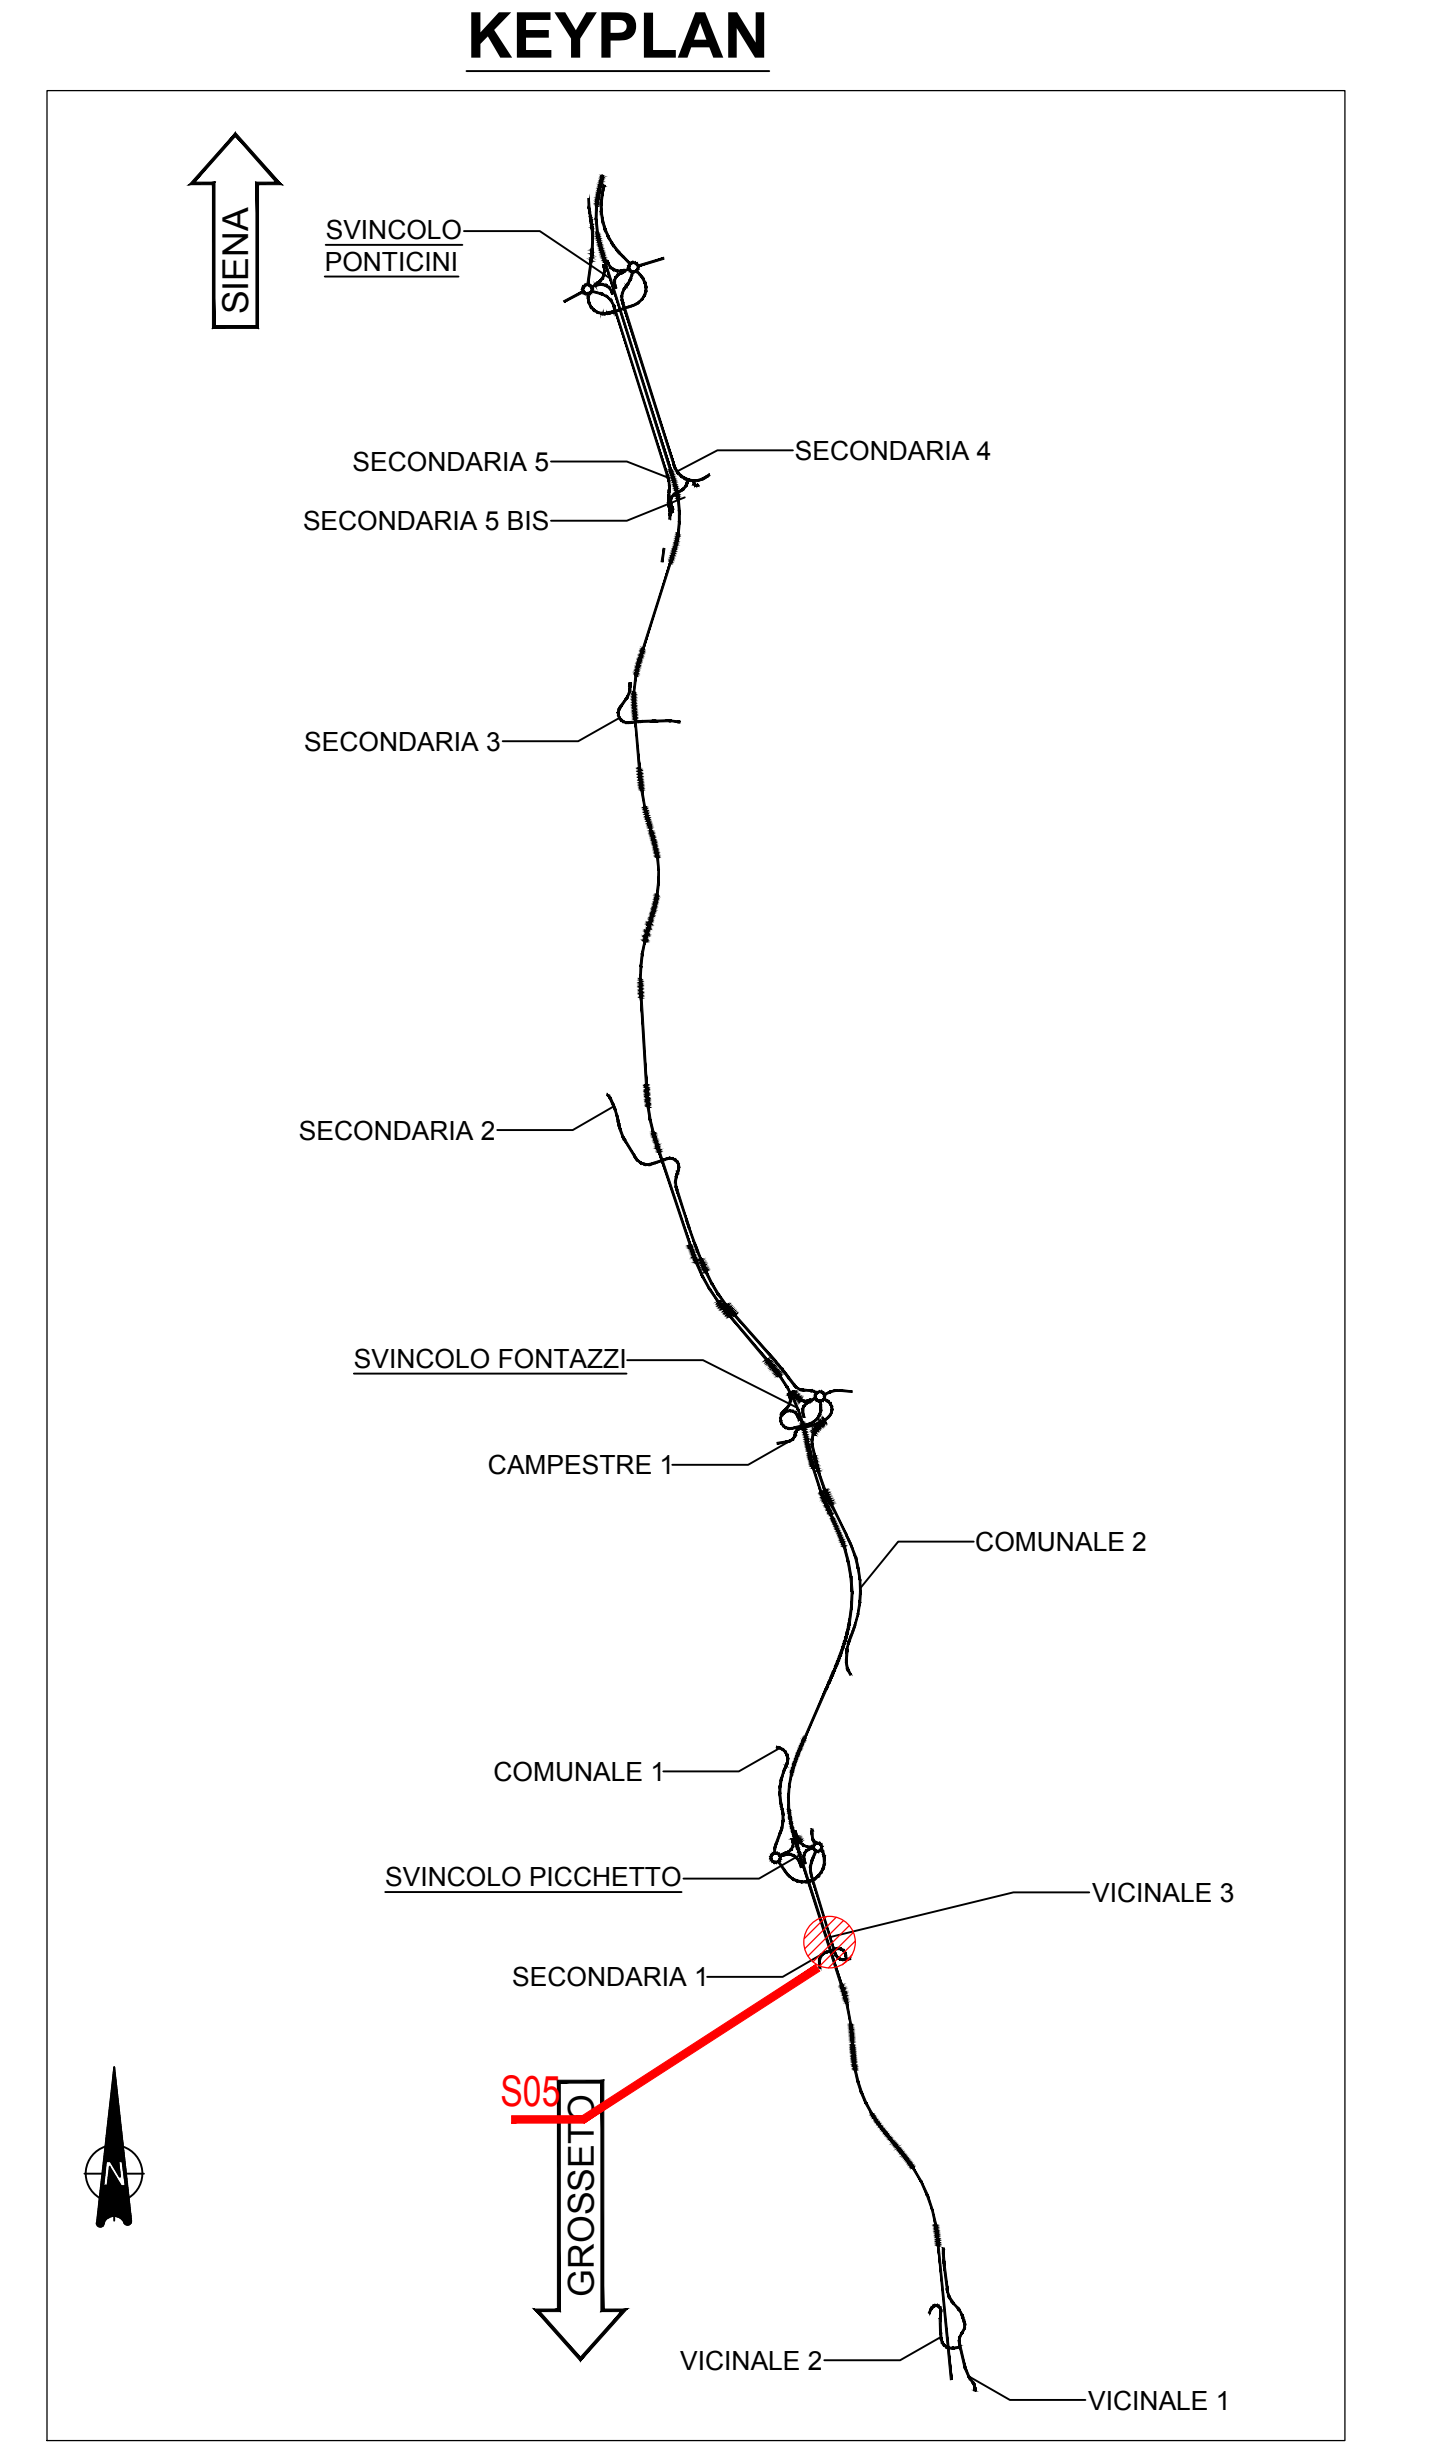 KEYPLAN
SIENA
SVINCOLO
PONTICINI
SECONDARIA 4
SECONDARIA 5
SECONDARIA 5 BIS
SECONDARIA 3
SECONDARIA 2
SVINCOLO FONTAZZI
CAMPESTRE 1
COMUNALE 2
COMUNALE 1
SVINCOLO PICCHETTO
VICINALE 3
SECONDARIA 1
S05
GROSSETO
N
VICINALE 2
VICINALE 1